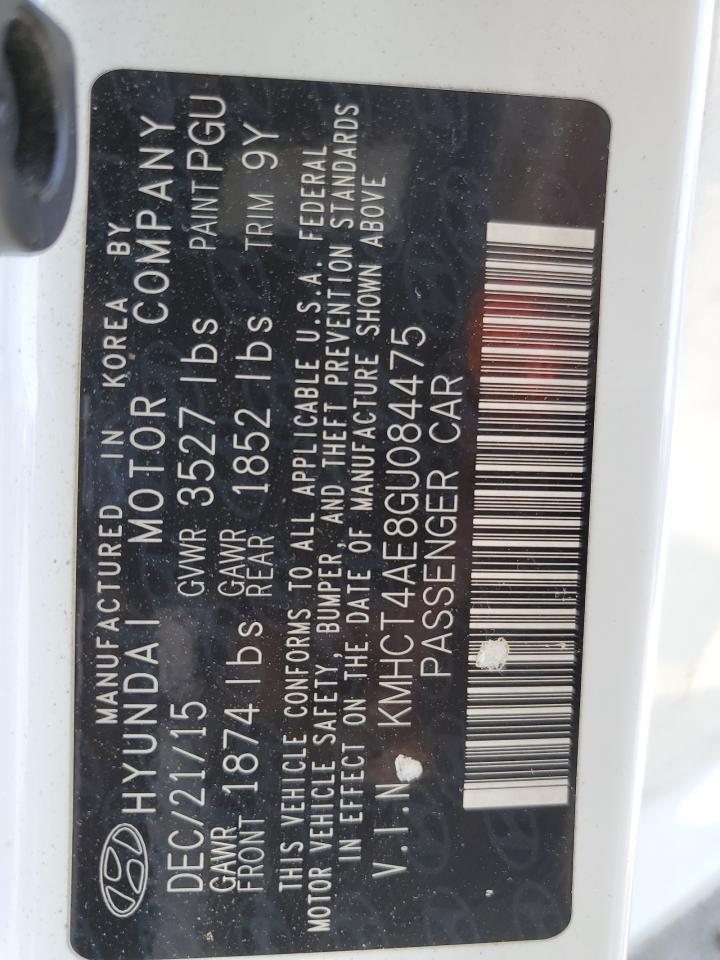 MANUFACTURED IN KOREA BY
HYUNDAI MOTOR COMPANY
DEC/21/15 GVWR 3527 lbs PAINT PGU
GAWR FRONT 1874 lbs GAWR REAR 1852 lbs TRIM 9Y
THIS VEHICLE CONFORMS TO ALL APPLICABLE U.S.A. FEDERAL
MOTOR VEHICLE SAFETY, BUMPER, AND THEFT PREVENTION STANDARDS
IN EFFECT ON THE DATE OF MANUFACTURE SHOWN ABOVE
V.I.N KMHCT4AE8GU084475
PASSENGER CAR